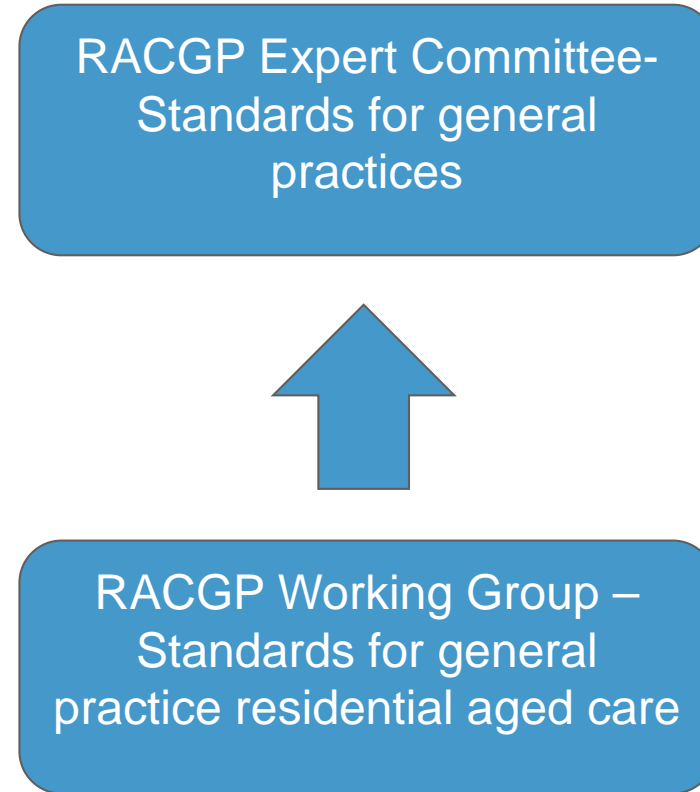 RACGP Expert Committee-
Standards for general
practices
RACGP Working Group –
Standards for general
practice residential aged care